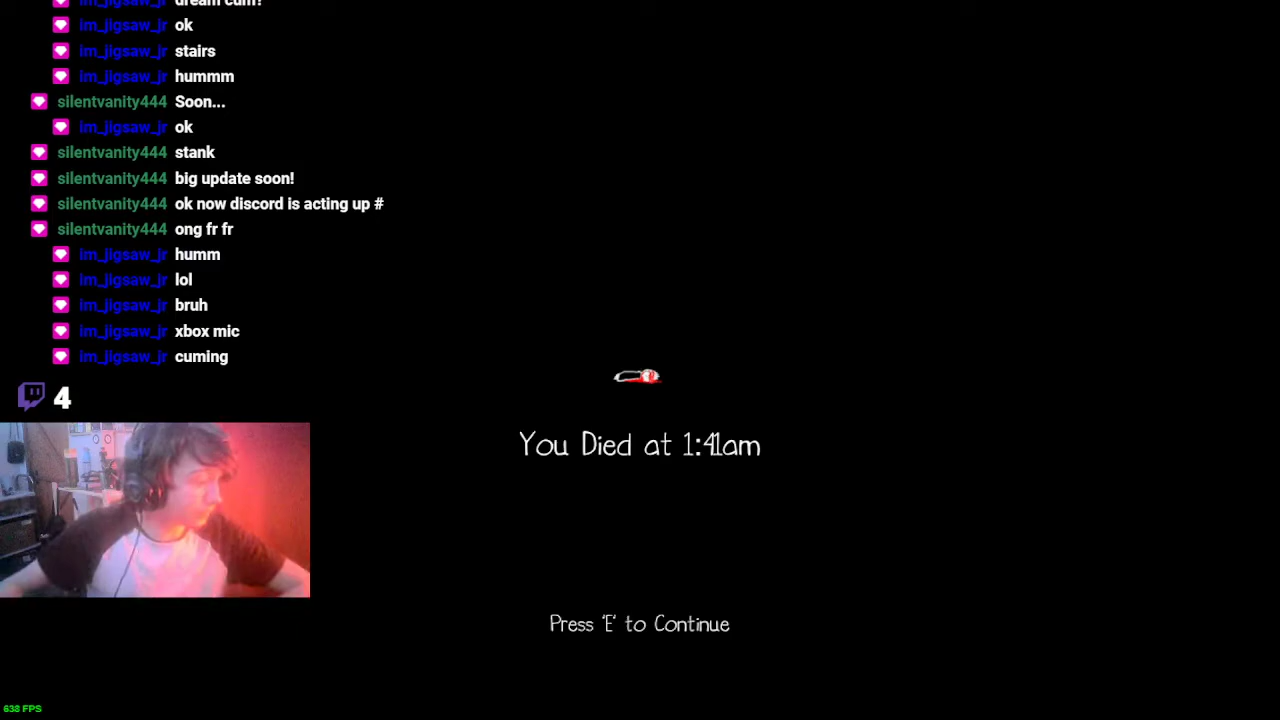 dream cum?
im_jigsaw_jr ok
im_jigsaw_jr stairs
im_jigsaw_jr hummm
silentvanity444 Soon...
im_jigsaw_jr ok
silentvanity444 stank
silentvanity444 big update soon!
silentvanity444 ok now discord is acting up #
silentvanity444 ong fr fr
im_jigsaw_jr humm
im_jigsaw_jr lol
im_jigsaw_jr bruh
im_jigsaw_jr xbox mic
im_jigsaw_jr cuming
4
You Died at 1:41am
Press 'E' to Continue
638 FPS